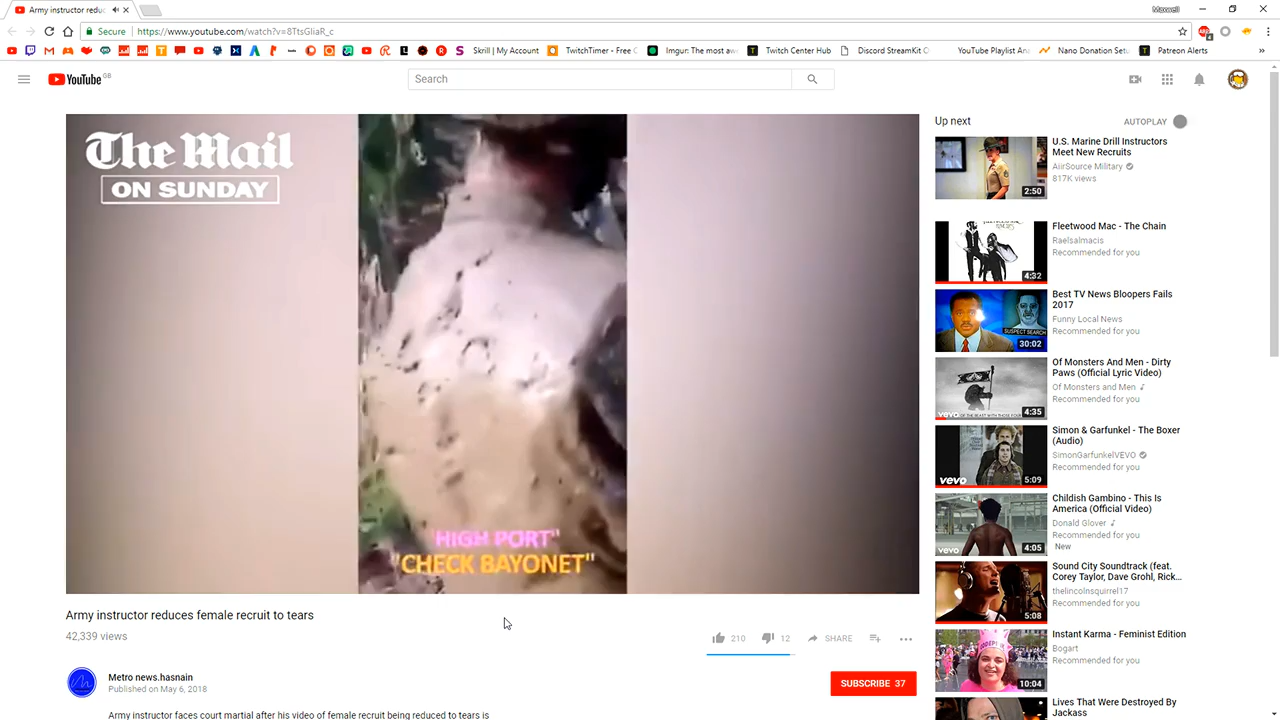 Army instructor reduc
Maxwell
Secure
https://www.youtube.com/watch?v=8TtsGliaR_c
Skrill | My Account
TwitchTimer - Free C
Imgur: The most aw
Twitch Center Hub
Discord StreamKit O
YouTube Playlist And
Nano Donation Setu
Patreon Alerts
YouTube GB
Search
The Mail
ON SUNDAY
"HIGH PORT"
"CHECK BAYONET"
Army instructor reduces female recruit to tears
42,339 views
210
12
SHARE
Metro news.hasnain
Published on May 6, 2018
SUBSCRIBE 37
Army instructor faces court martial after his video of female recruit being reduced to tears is
Up next
AUTOPLAY
2:50
U.S. Marine Drill Instructors
Meet New Recruits
AiirSource Military
817K views
4:32
Fleetwood Mac - The Chain
Raelsalmacis
Recommended for you
SUSPECT SEARCH
30:02
Best TV News Bloopers Fails
2017
Funny Local News
Recommended for you
vevo
4:35
Of Monsters And Men - Dirty
Paws (Official Lyric Video)
Of Monsters and Men
Recommended for you
vevo
5:09
Simon & Garfunkel - The Boxer
(Audio)
SimonGarfunkelVEVO
Recommended for you
vevo
4:05
Childish Gambino - This Is
America (Official Video)
Donald Glover
Recommended for you
New
5:08
Sound City Soundtrack (feat.
Corey Taylor, Dave Grohl, Rick...
thelincolnsquirrel17
Recommended for you
10:04
Instant Karma - Feminist Edition
Bogart
Recommended for you
Lives That Were Destroyed By
Jackass